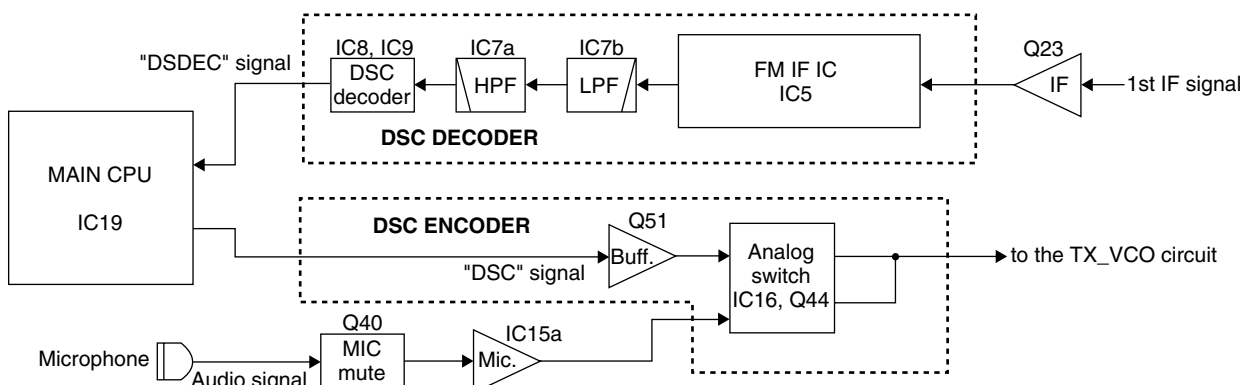 IC8, IC9
IC7a
IC7b
Q23
"DSDEC" signal
DSC
decoder
HPF
LPF
FM IF IC
IC5
IF
1st IF signal
DSC DECODER
MAIN CPU
IC19
DSC ENCODER
Q51
Buff.
"DSC" signal
Analog
switch
IC16, Q44
to the TX_VCO circuit
Q40
IC15a
Microphone
Audio signal
MIC
mute
Mic.